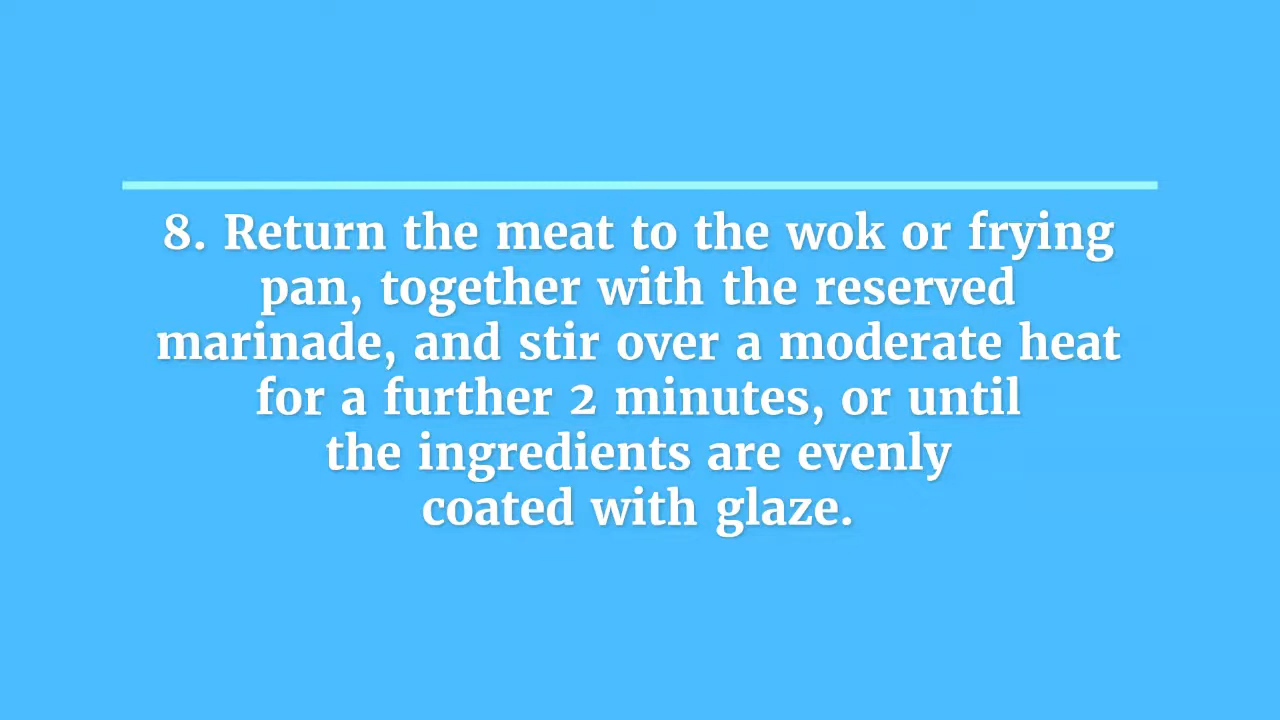 8. Return the meat to the wok or frying
pan, together with the reserved
marinade, and stir over a moderate heat
for a further 2 minutes, or until
the ingredients are evenly
coated with glaze.